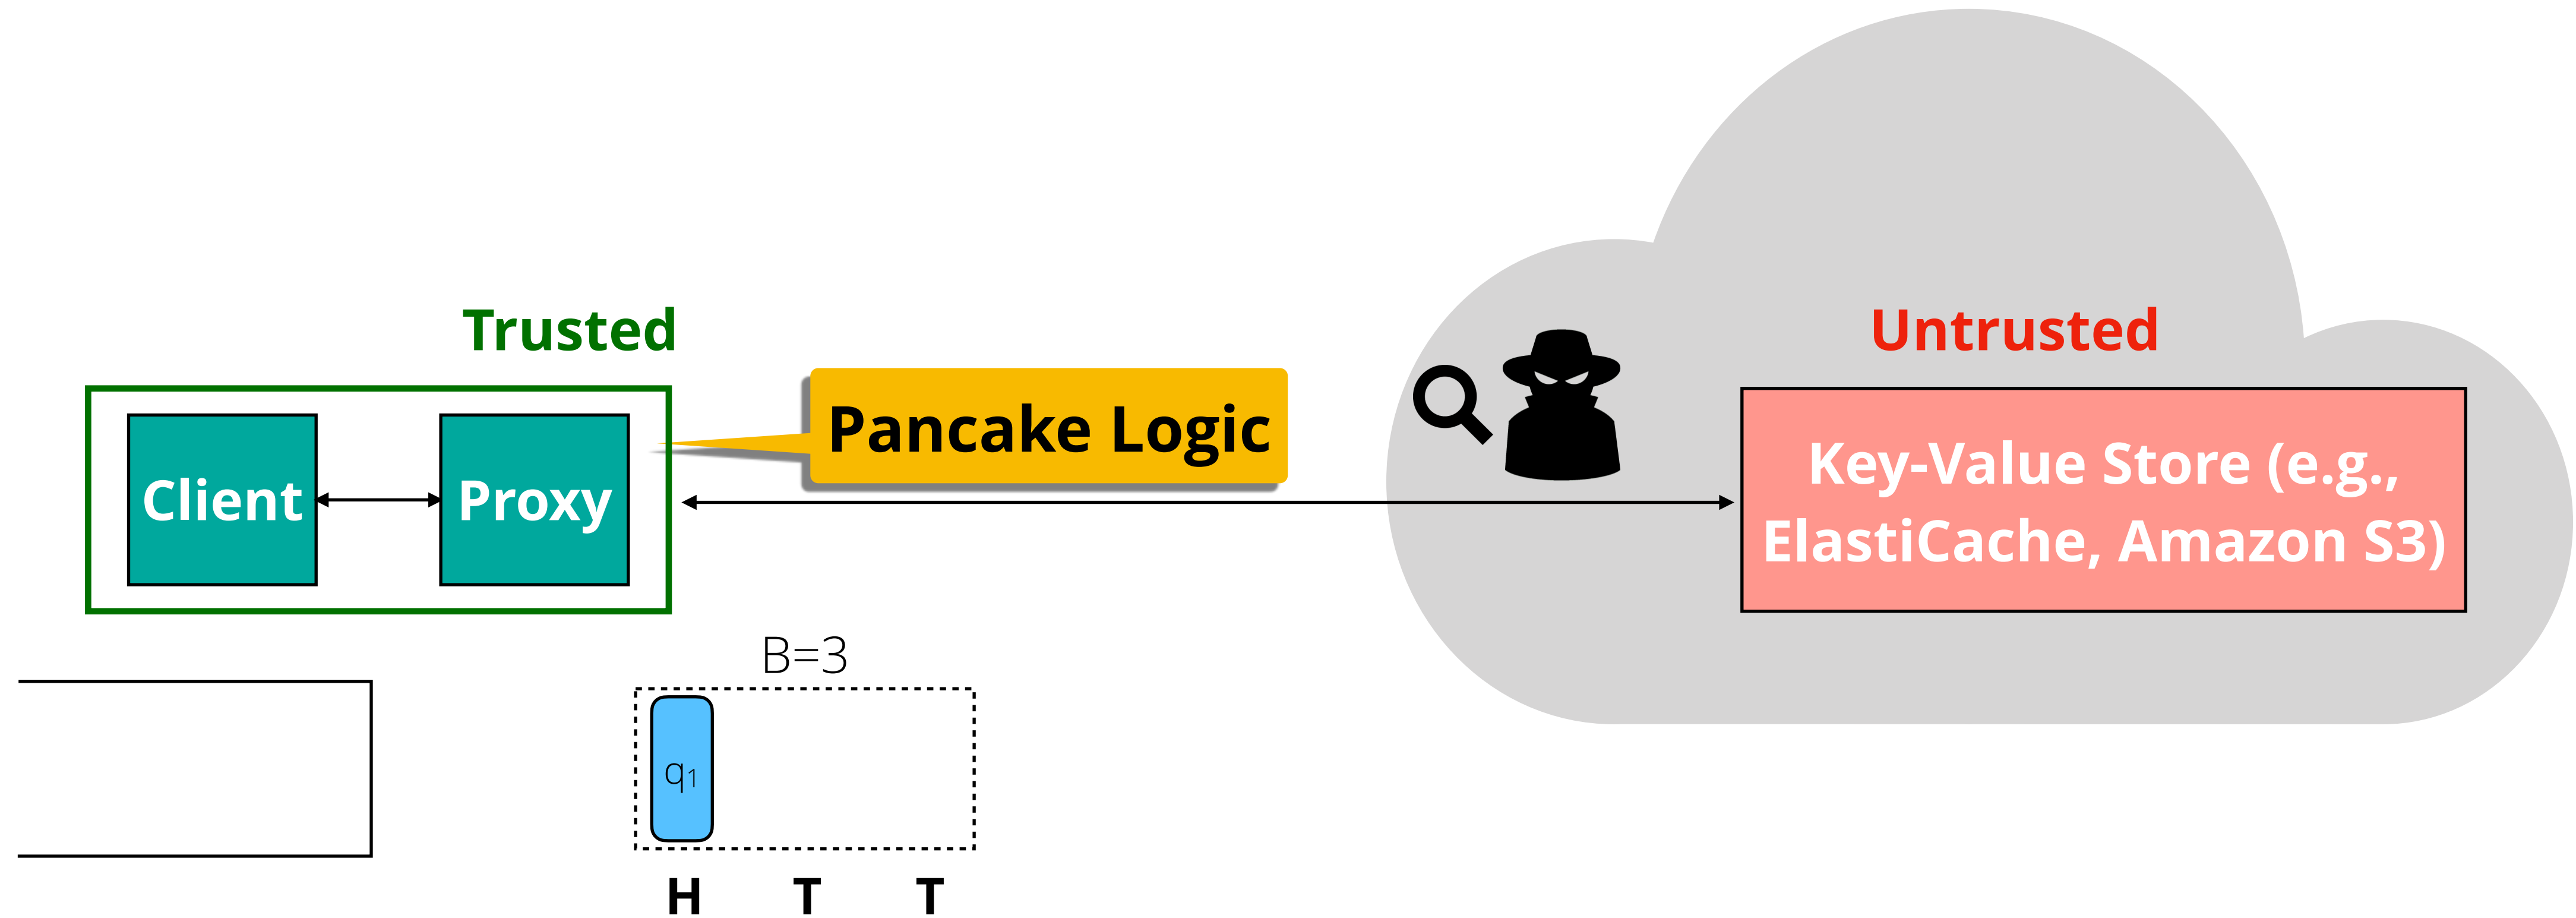 Trusted
Untrusted
Pancake Logic
Client
Proxy
Key-Value Store (e.g.,
ElastiCache, Amazon S3)
B=3
q₁
H T T